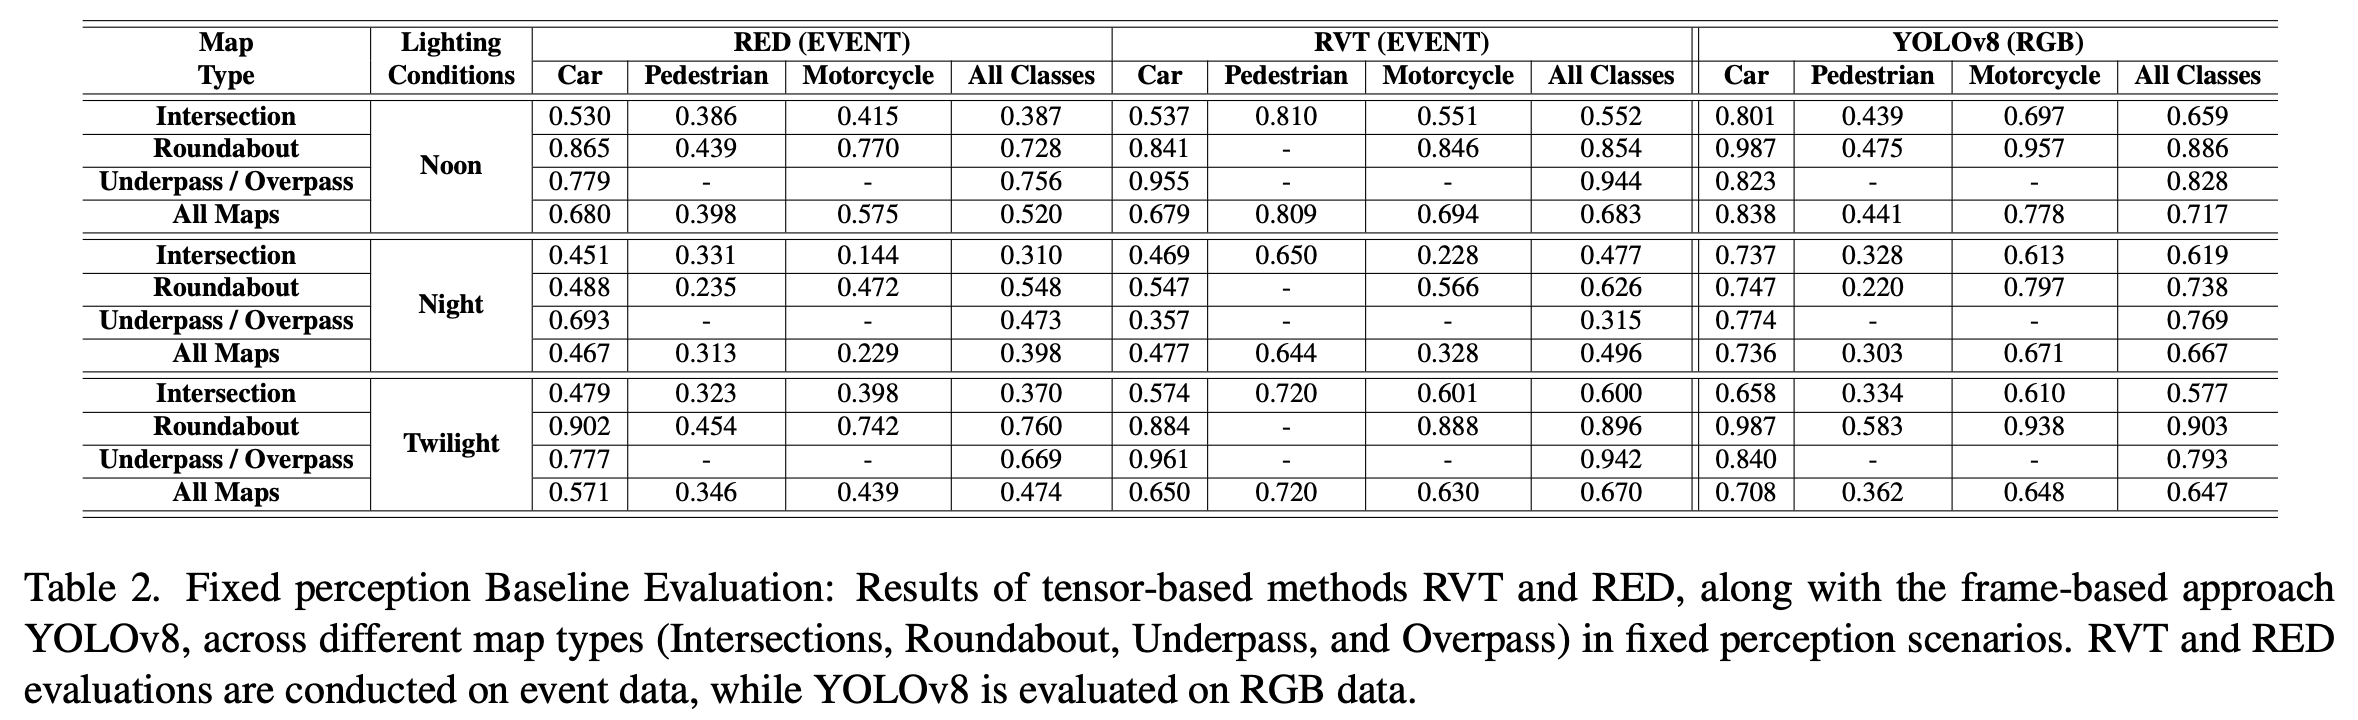 Map Lighting RED (EVENT) RVT (EVENT) YOLOv8 (RGB)
Type Conditions Car Pedestrian Motorcycle All Classes Car Pedestrian Motorcycle All Classes Car Pedestrian Motorcycle All Classes
Intersection 0.530 0.386 0.415 0.387 0.537 0.810 0.551 0.552 0.801 0.439 0.697 0.659
Roundabout 0.865 0.439 0.770 0.728 0.841 - 0.846 0.854 0.987 0.475 0.957 0.886
Noon
Underpass / Overpass 0.779 - - 0.756 0.955 - - 0.944 0.823 - - 0.828
All Maps 0.680 0.398 0.575 0.520 0.679 0.809 0.694 0.683 0.838 0.441 0.778 0.717
Intersection 0.451 0.331 0.144 0.310 0.469 0.650 0.228 0.477 0.737 0.328 0.613 0.619
Roundabout 0.488 0.235 0.472 0.548 0.547 - 0.566 0.626 0.747 0.220 0.797 0.738
Night
Underpass / Overpass 0.693 - - 0.473 0.357 - - 0.315 0.774 - - 0.769
All Maps 0.467 0.313 0.229 0.398 0.477 0.644 0.328 0.496 0.736 0.303 0.671 0.667
Intersection 0.479 0.323 0.398 0.370 0.574 0.720 0.601 0.600 0.658 0.334 0.610 0.577
Roundabout 0.902 0.454 0.742 0.760 0.884 - 0.888 0.896 0.987 0.583 0.938 0.903
Twilight
Underpass / Overpass 0.777 - - 0.669 0.961 - - 0.942 0.840 - - 0.793
All Maps 0.571 0.346 0.439 0.474 0.650 0.720 0.630 0.670 0.708 0.362 0.648 0.647
Table 2. Fixed perception Baseline Evaluation: Results of tensor-based methods RVT and RED, along with the frame-based approach
YOLOv8, across different map types (Intersections, Roundabout, Underpass, and Overpass) in fixed perception scenarios. RVT and RED
evaluations are conducted on event data, while YOLOv8 is evaluated on RGB data.